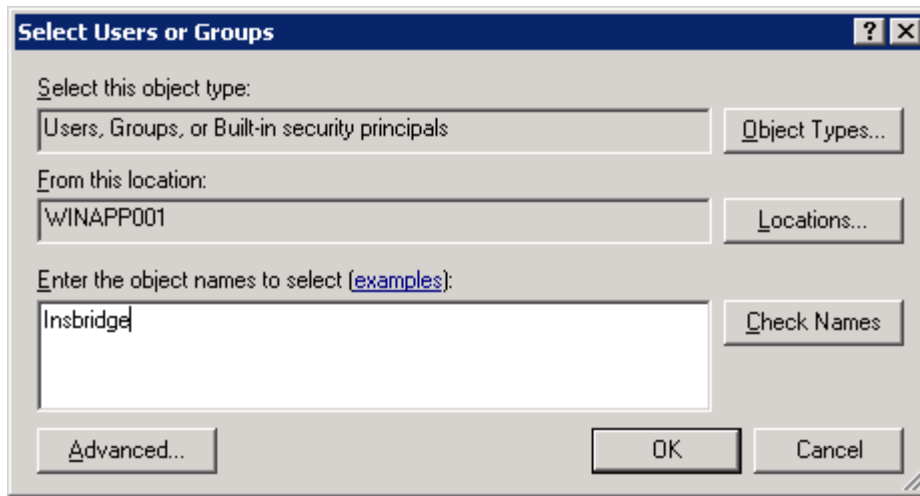 Select Users or Groups
Select this object type:
Users, Groups, or Built-in security principals
Object Types...
From this location:
WINAPP001
Locations...
Enter the object names to select (examples):
Insbridge
Check Names
Advanced...
OK
Cancel